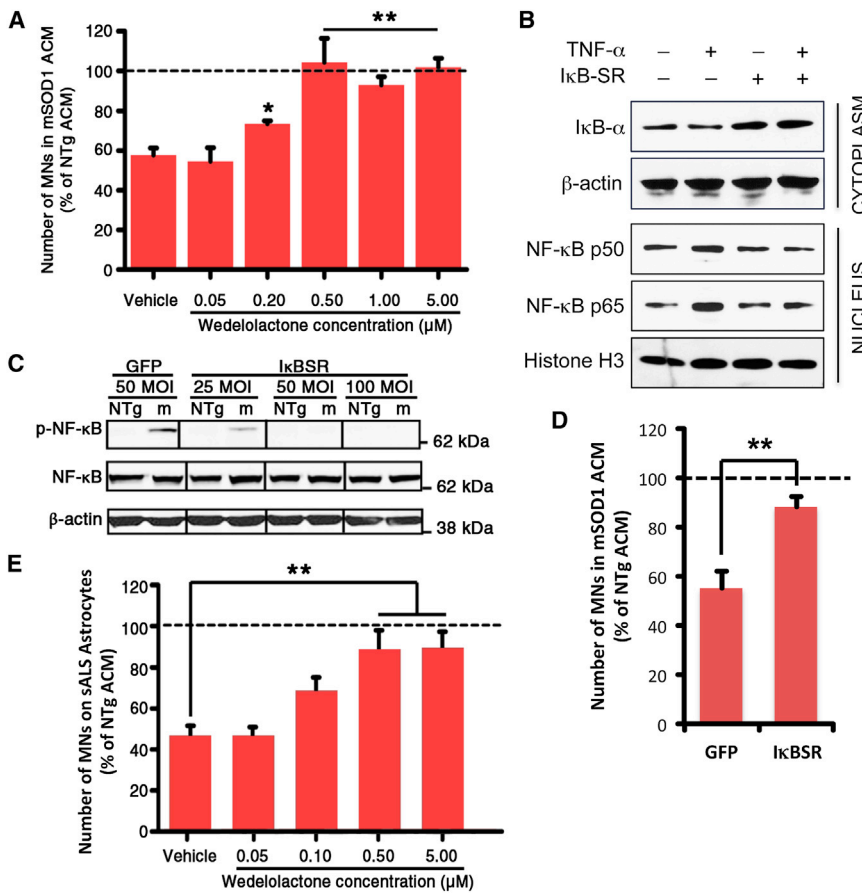 A
Number of MNs in mSOD1 ACM
(% of NTg ACM)
120
100
80
60
40
20
0
**
*
Vehicle 0.05 0.20 0.50 1.00 5.00
Wedelolactone concentration (µM)
B
TNF-α – + – +
IκB-SR – – + +
IκB-α
β-actin
CYTOPLASM
NF-κB p50
NF-κB p65
Histone H3
NUCLEUS
C
GFP IκBSR
50 MOI 25 MOI 50 MOI 100 MOI
NTg m NTg m NTg m NTg m
p-NF-κB
62 kDa
NF-κB
62 kDa
β-actin
38 kDa
D
Number of MNs in mSOD1 ACM
(% of NTg ACM)
120
100
80
60
40
20
0
**
GFP IκBSR
E
Number of MNs on sALS Astrocytes
(% of NTg ACM)
120
100
80
60
40
20
0
**
Vehicle 0.05 0.10 0.50 5.00
Wedelolactone concentration (µM)